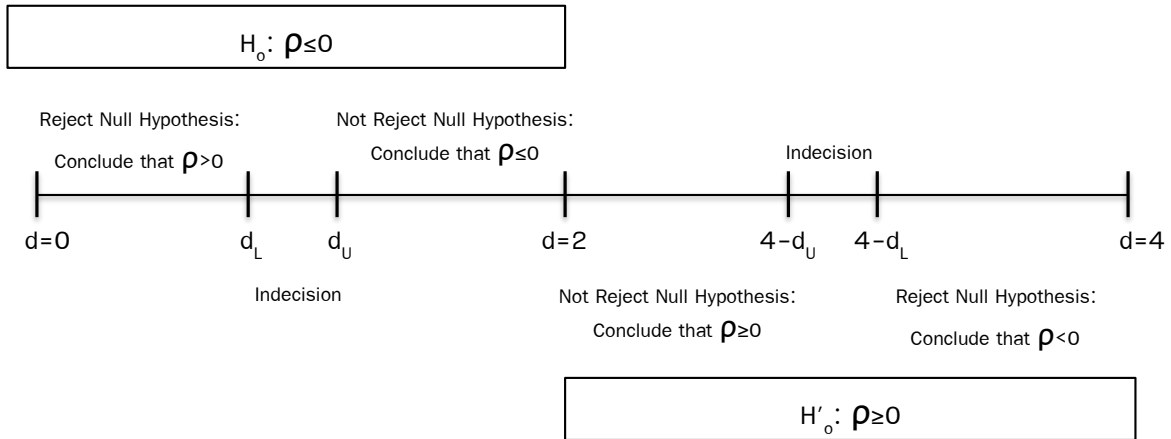 Hₒ: ρ≤0
Reject Null Hypothesis:
Conclude that ρ>0
Not Reject Null Hypothesis:
Conclude that ρ≤0
Indecision
d=0
d_L
d_U
d=2
4-d_U
4-d_L
d=4
Indecision
Not Reject Null Hypothesis:
Conclude that ρ≥0
Reject Null Hypothesis:
Conclude that ρ<0
H'ₒ: ρ≥0